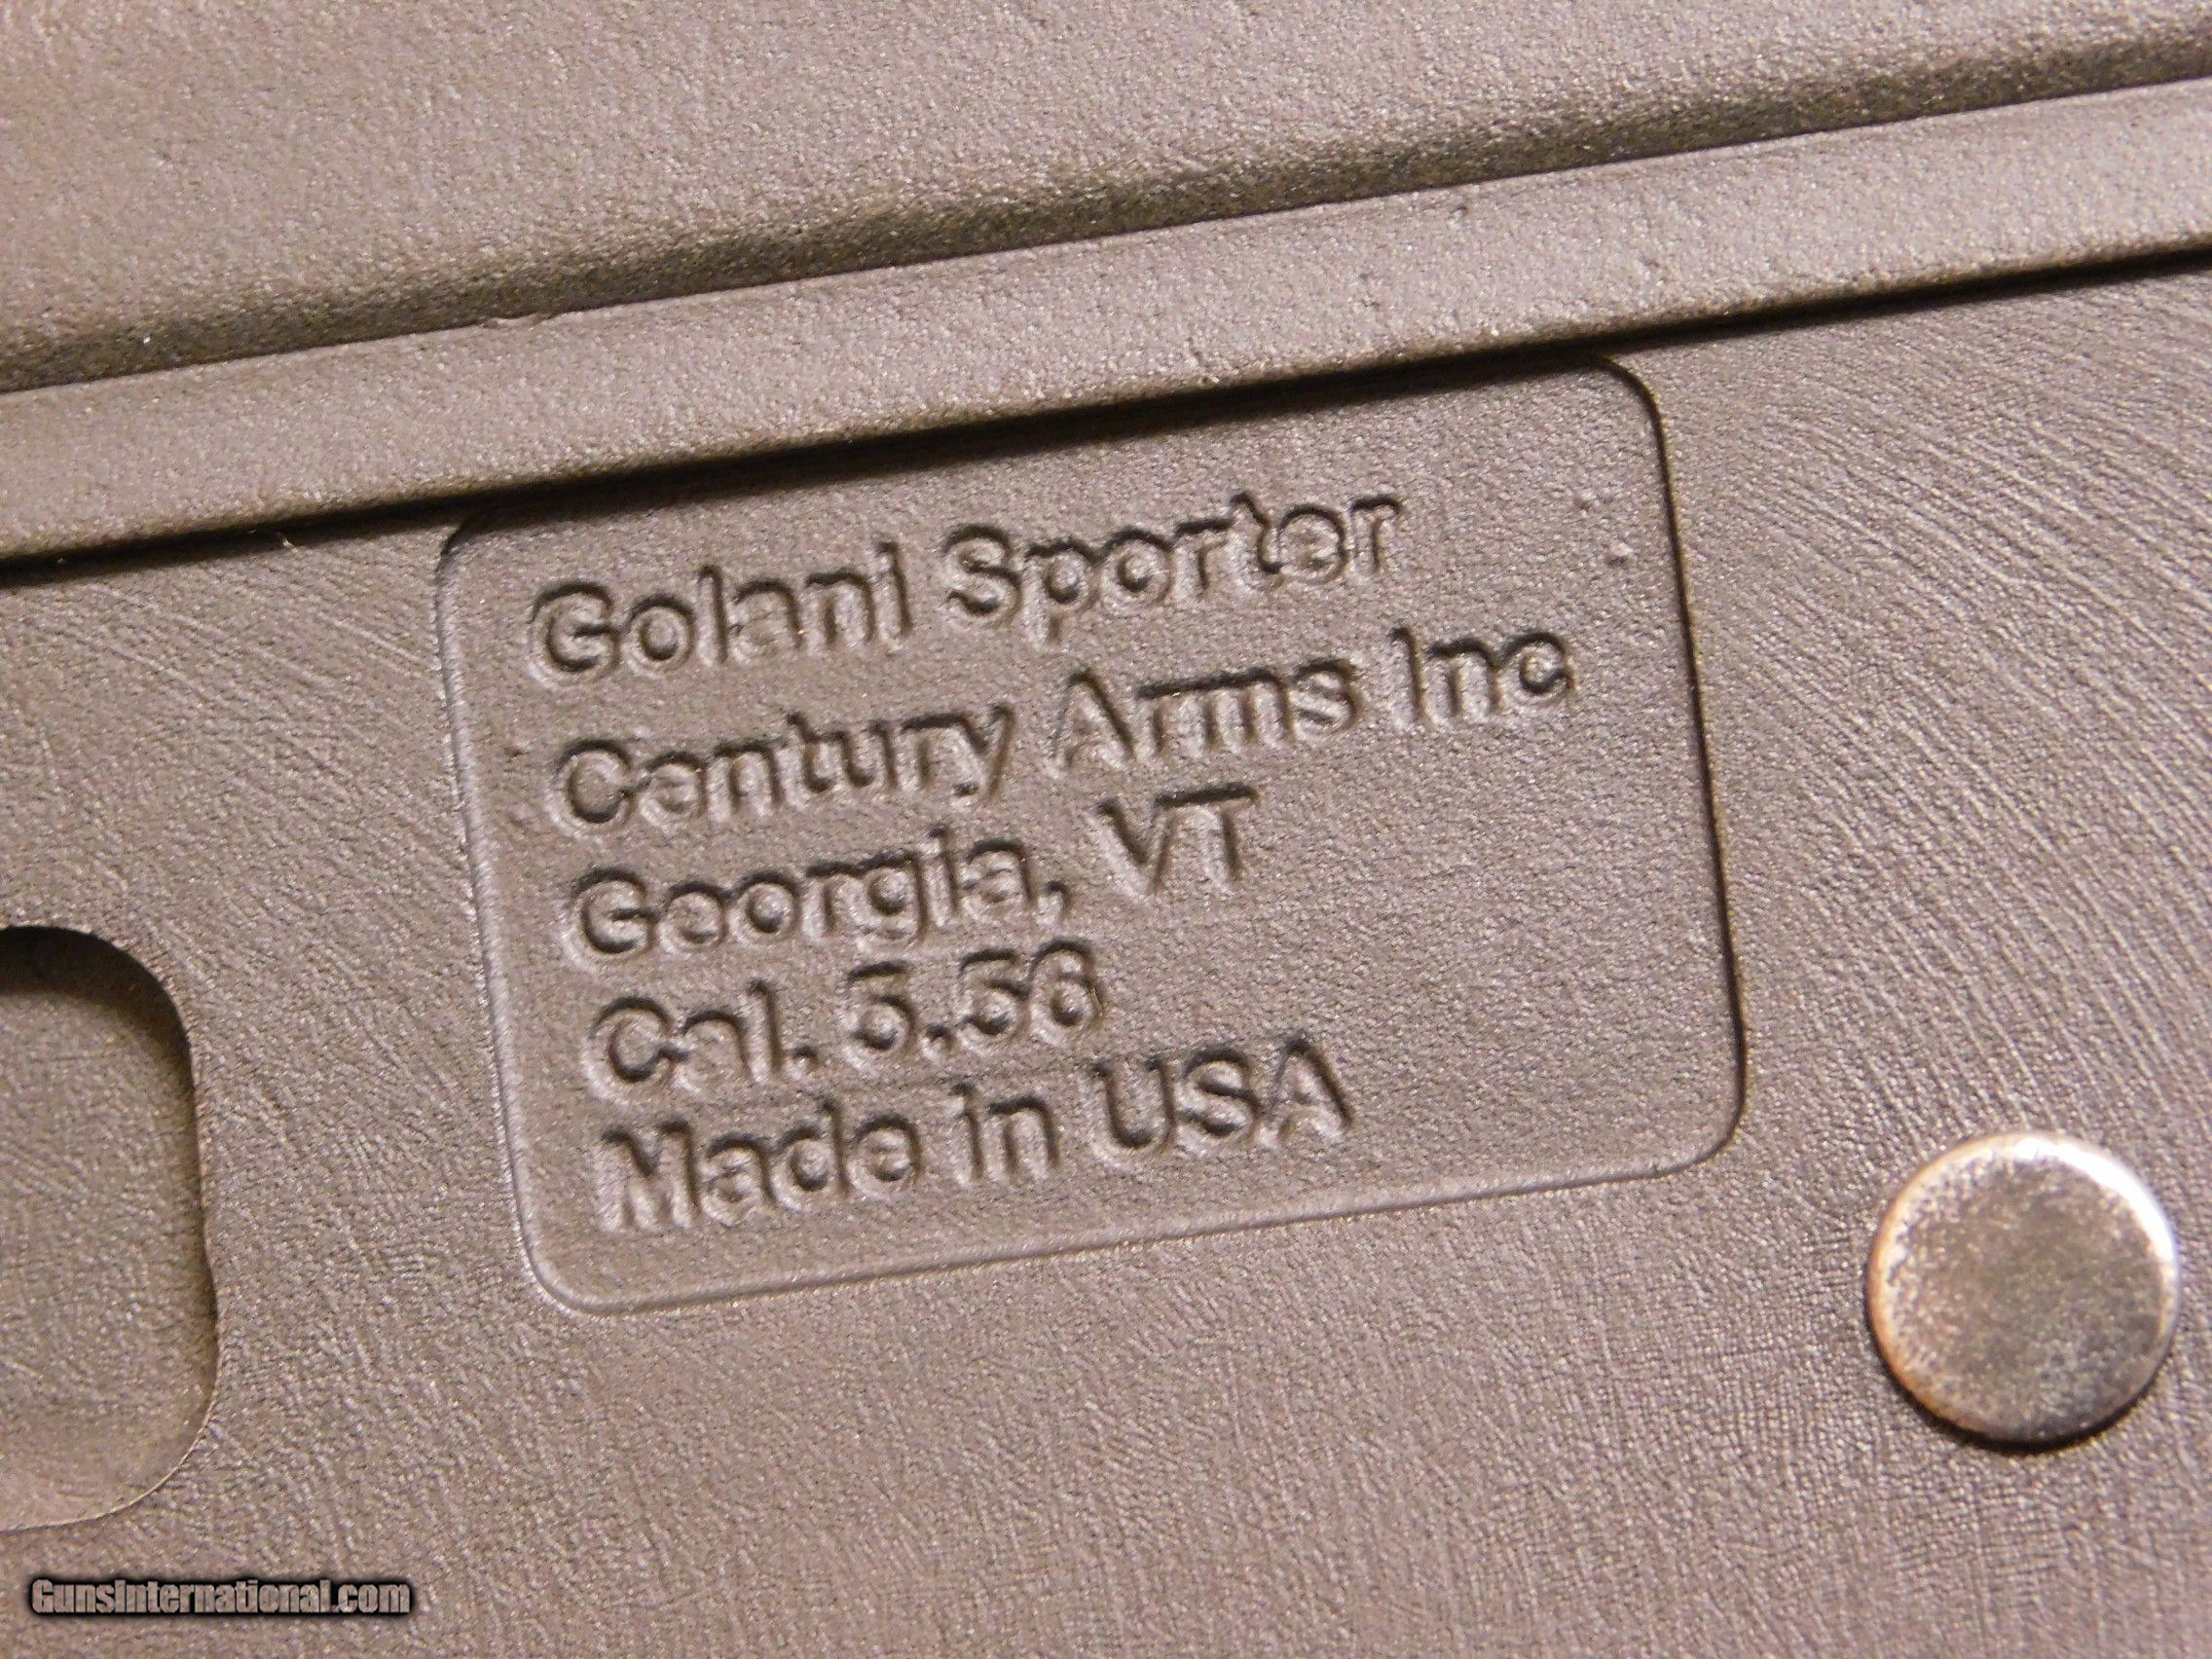 Golani Sporter
Century Arms Inc
Georgia, VT
Cal. 5.56
Made in USA
GunsInternational.com